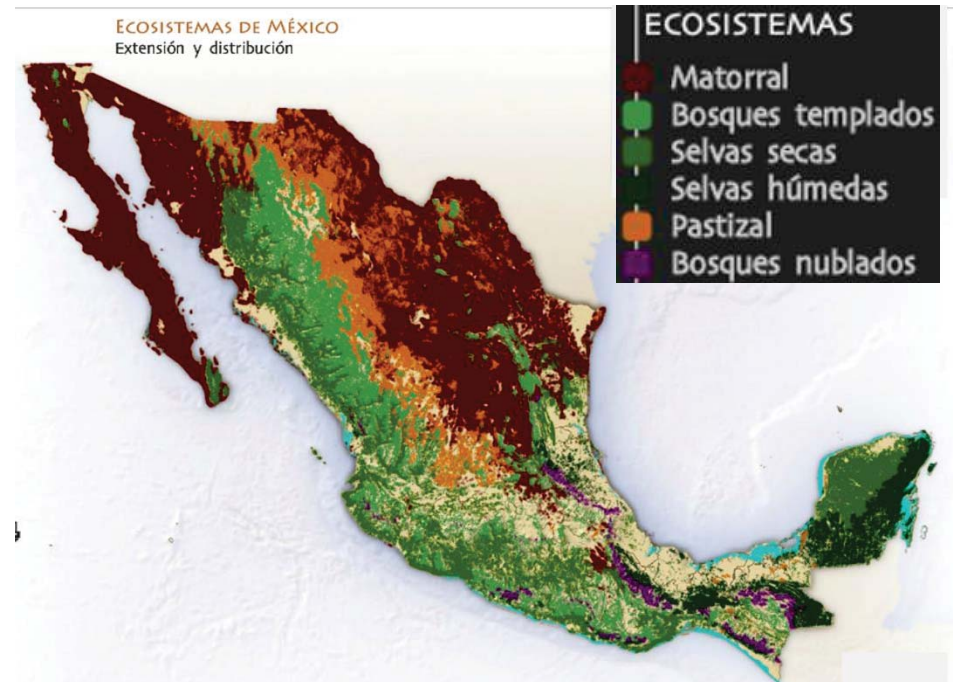 ECOSISTEMAS DE MÉXICO
Extensión y distribución
ECOSISTEMAS
Matorral
Bosques templados
Selvas secas
Selvas húmedas
Pastizal
Bosques nublados